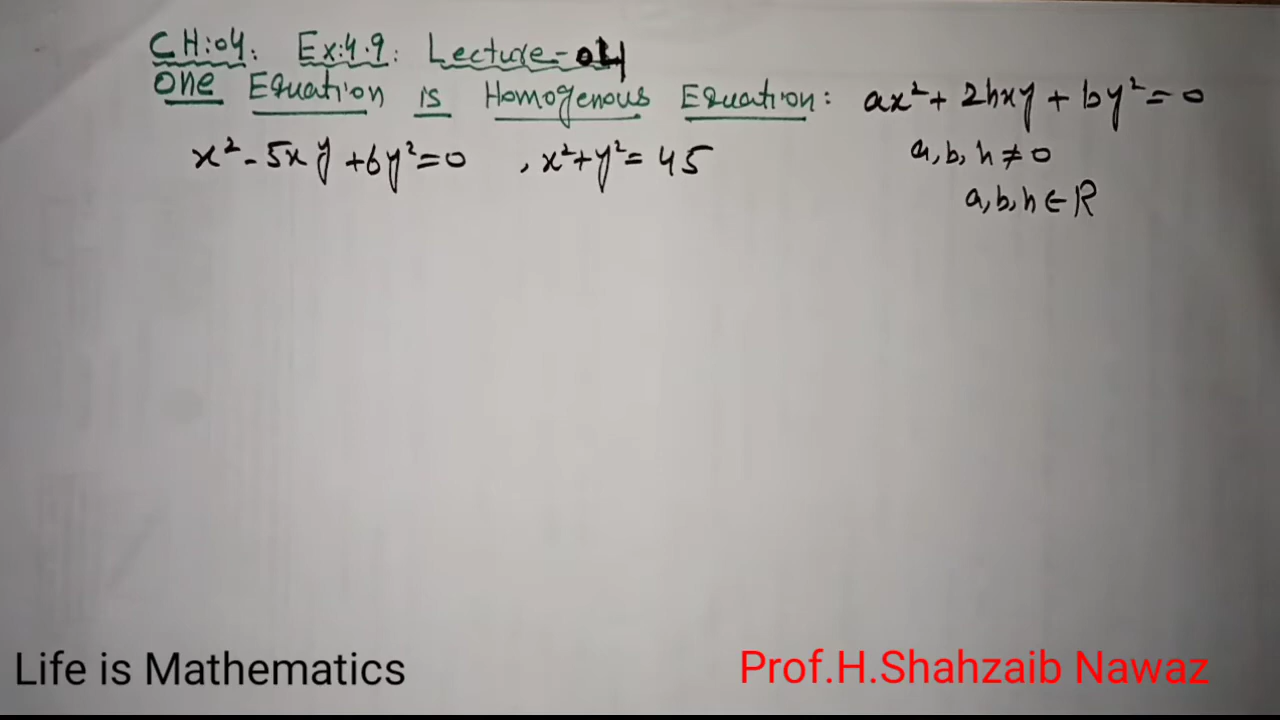 CH:04: Ex:4.9: Lecture-04
One Equation is Homogenous Equation: ax²+2hxy+by²=0
x²-5xy+6y²=0 , x²+y²=45
a,b,h≠0
a,b,h∈R
Life is Mathematics
Prof.H.Shahzaib Nawaz